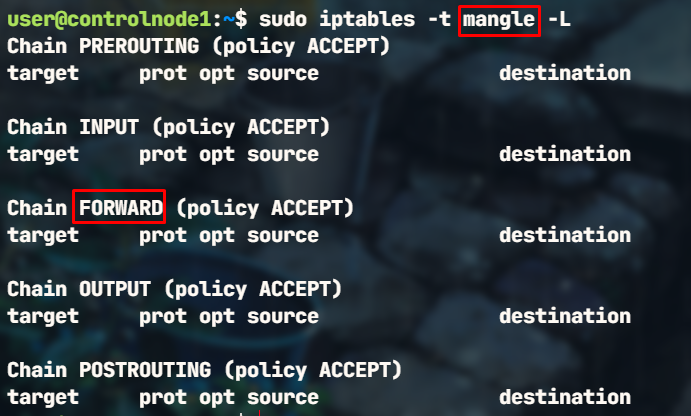 user@controlnode1:~$ sudo iptables -t mangle -L
Chain PREROUTING (policy ACCEPT)
target     prot opt source               destination
Chain INPUT (policy ACCEPT)
target     prot opt source               destination
Chain FORWARD (policy ACCEPT)
target     prot opt source               destination
Chain OUTPUT (policy ACCEPT)
target     prot opt source               destination
Chain POSTROUTING (policy ACCEPT)
target     prot opt source               destination